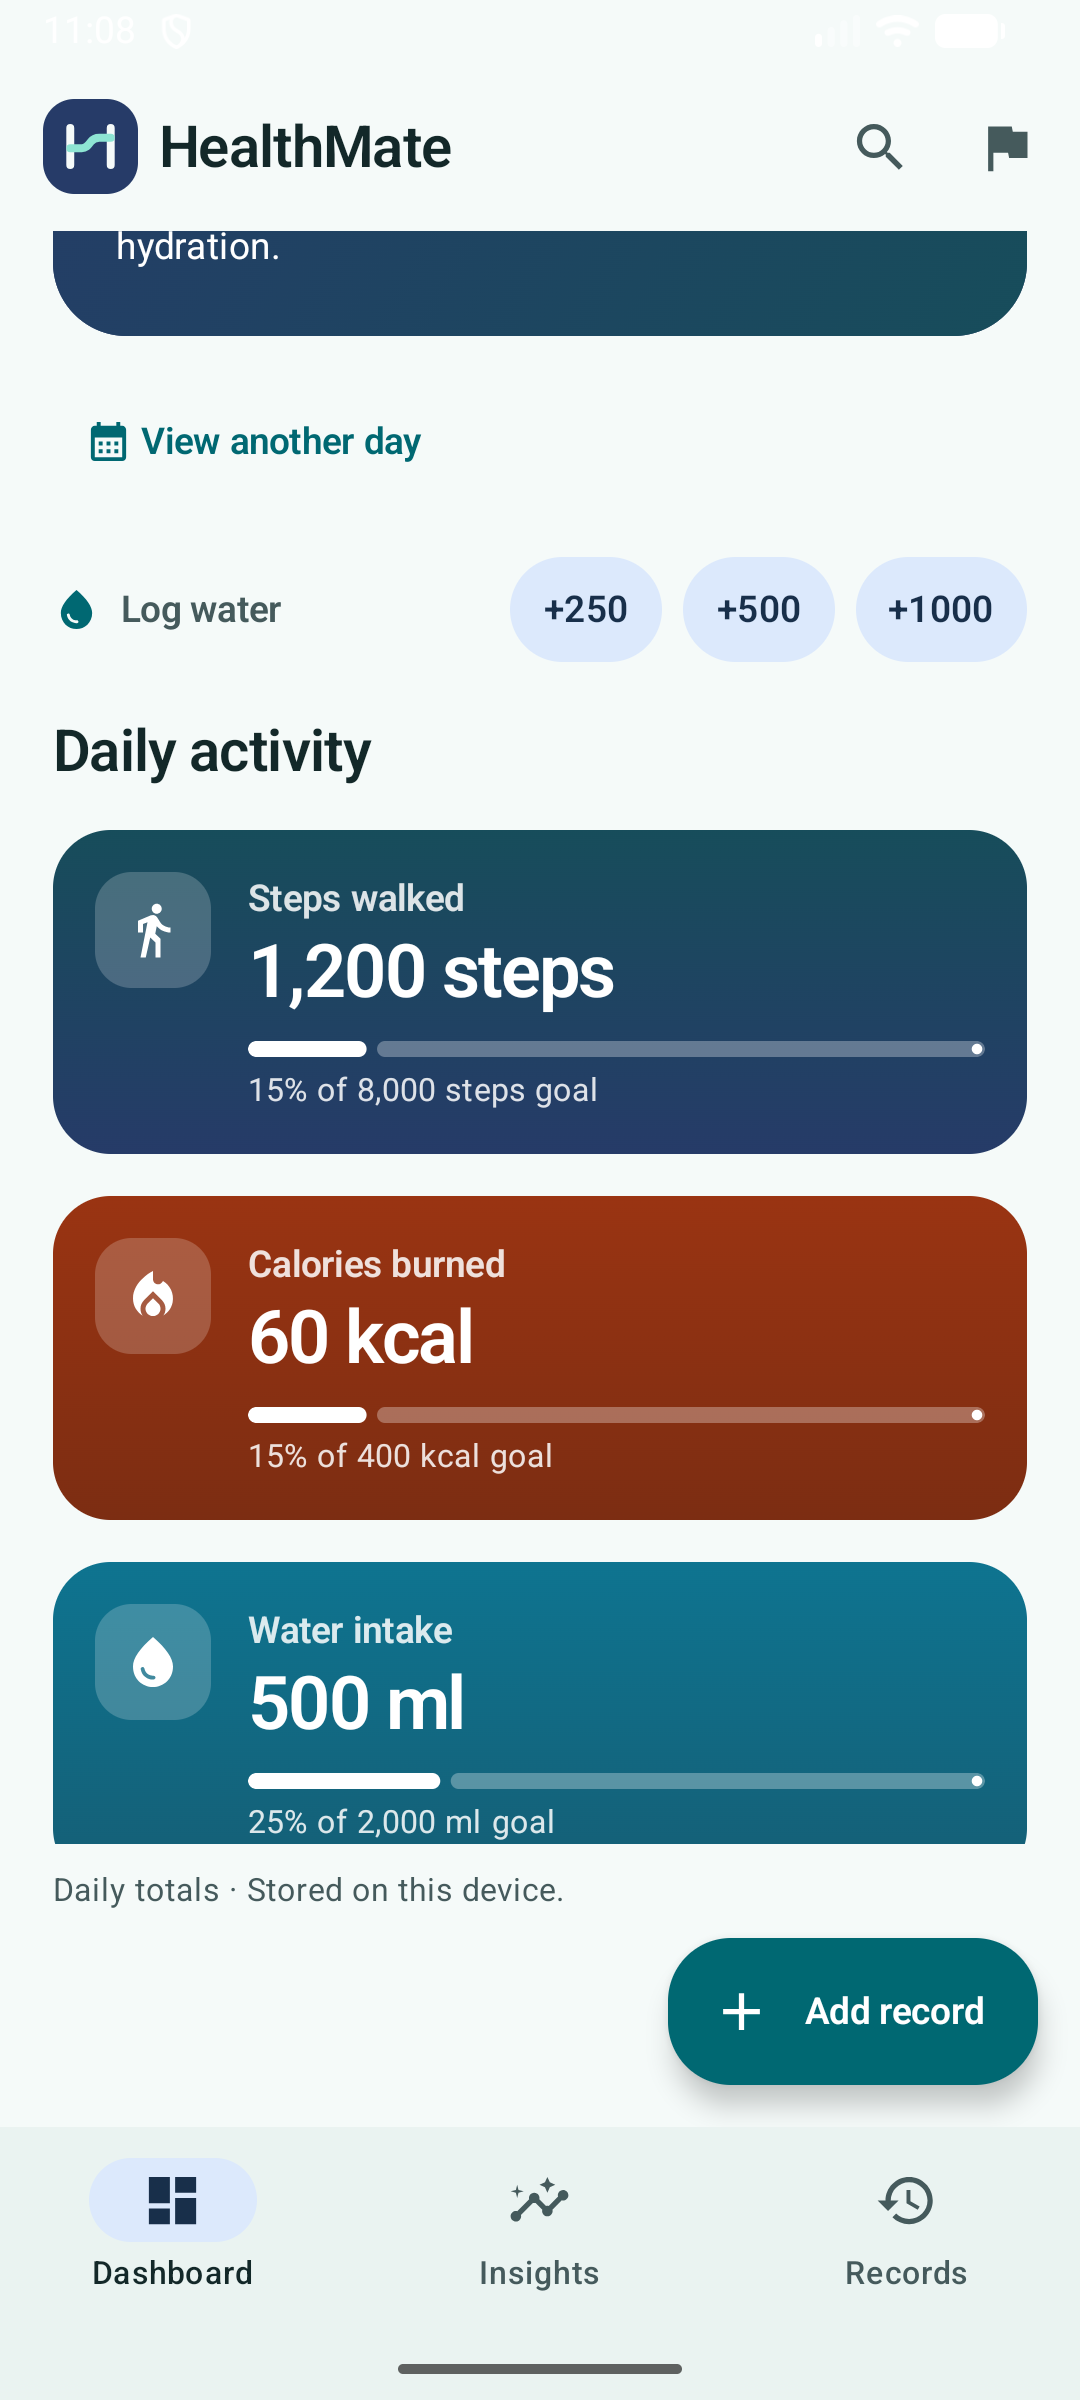 11:08
HealthMate
hydration.
View another day
Log water
+250
+500
+1000
Daily activity
Steps walked
1,200 steps
15% of 8,000 steps goal
Calories burned
60 kcal
15% of 400 kcal goal
Water intake
500 ml
25% of 2,000 ml goal
Daily totals · Stored on this device.
Add record
Dashboard
Insights
Records